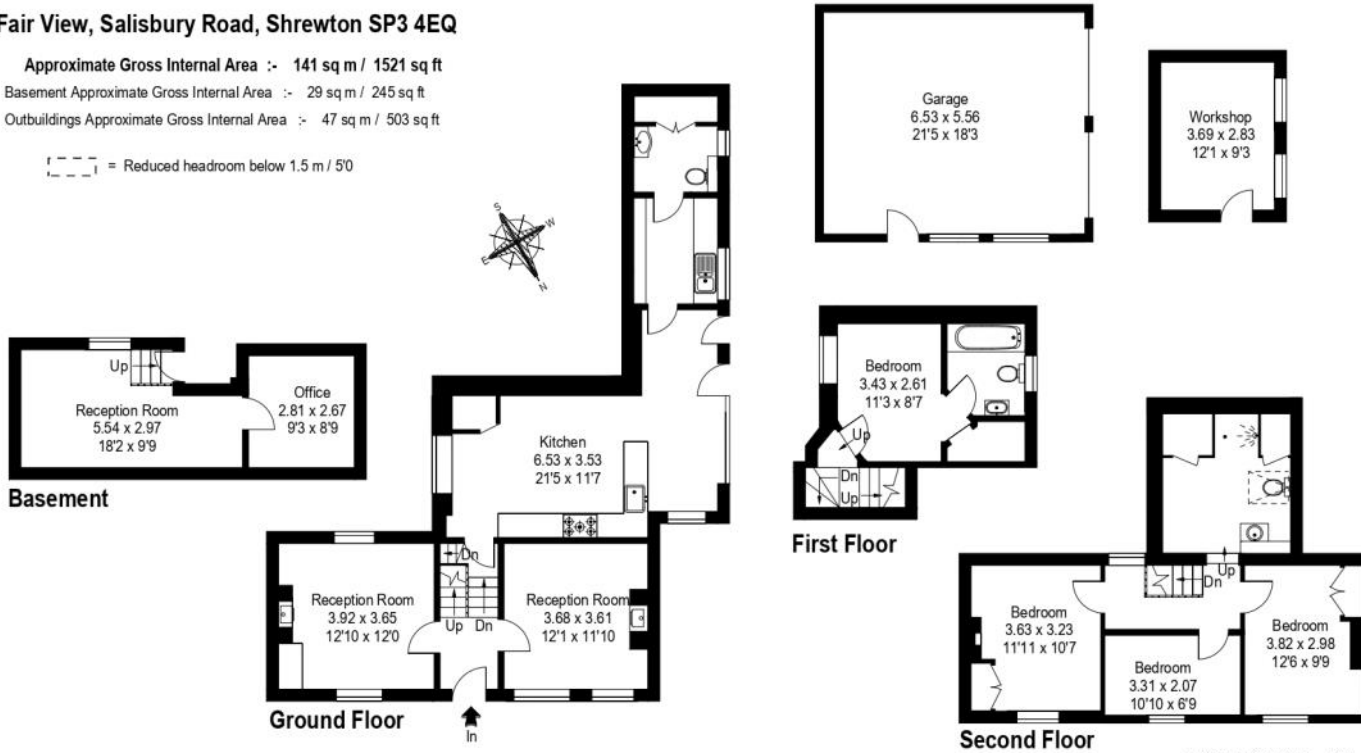 Fair View, Salisbury Road, Shrewton SP3 4EQ
Approximate Gross Internal Area :- 141 sq m / 1521 sq ft
Basement Approximate Gross Internal Area :- 29 sq m / 245 sq ft
Outbuildings Approximate Gross Internal Area :- 47 sq m / 503 sq ft
= Reduced headroom below 1.5 m / 5'0
S
W
E
N
Garage
6.53 x 5.56
21'5 x 18'3
Workshop
3.69 x 2.83
12'1 x 9'3
Up
Reception Room
5.54 x 2.97
18'2 x 9'9
Office
2.81 x 2.67
9'3 x 8'9
Basement
Kitchen
6.53 x 3.53
21'5 x 11'7
Dn
Reception Room
3.92 x 3.65
12'10 x 12'0
Up
Dn
Reception Room
3.68 x 3.61
12'1 x 11'10
Ground Floor
In
Bedroom
3.43 x 2.61
11'3 x 8'7
Up
Dn
Up
First Floor
Up
Dn
Bedroom
3.63 x 3.23
11'11 x 10'7
Bedroom
3.31 x 2.07
10'10 x 6'9
Bedroom
3.82 x 2.98
12'6 x 9'9
Second Floor